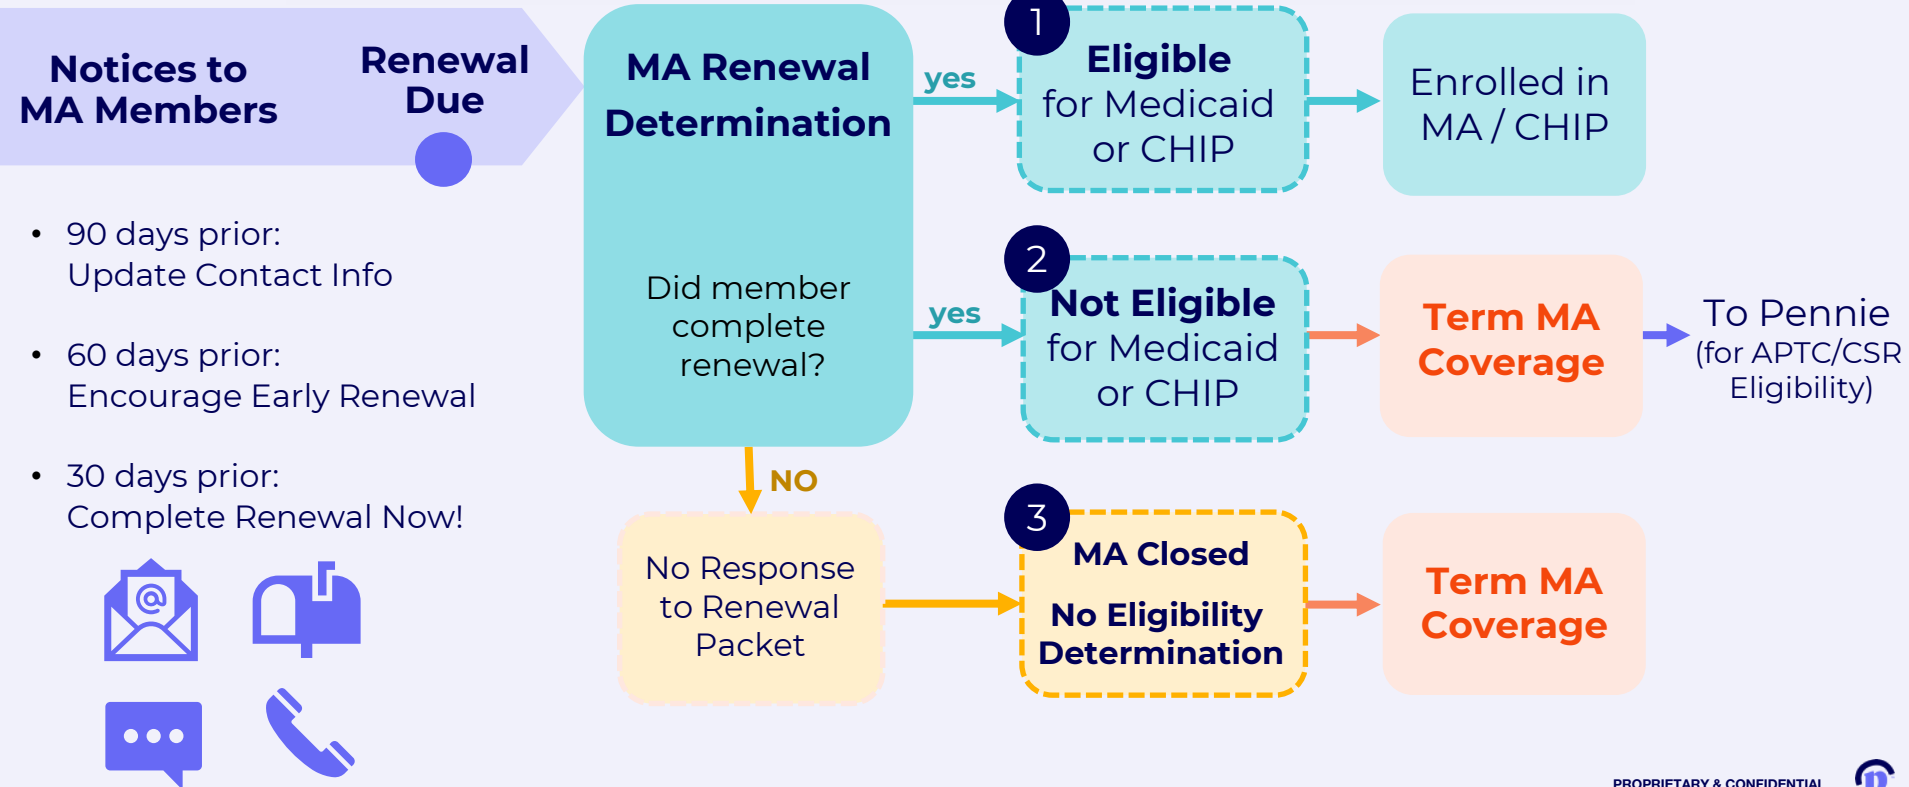 Notices to
MA Members
Renewal
Due
• 90 days prior:
Update Contact Info
• 60 days prior:
Encourage Early Renewal
• 30 days prior:
Complete Renewal Now!
@
MA Renewal
Determination
Did member
complete
renewal?
yes
1
Eligible
for Medicaid
or CHIP
Enrolled in
MA / CHIP
yes
2
Not Eligible
for Medicaid
or CHIP
Term MA
Coverage
To Pennie
(for APTC/CSR
Eligibility)
NO
No Response
to Renewal
Packet
3
MA Closed
No Eligibility
Determination
Term MA
Coverage
PROPRIETARY & CONFIDENTIAL
p